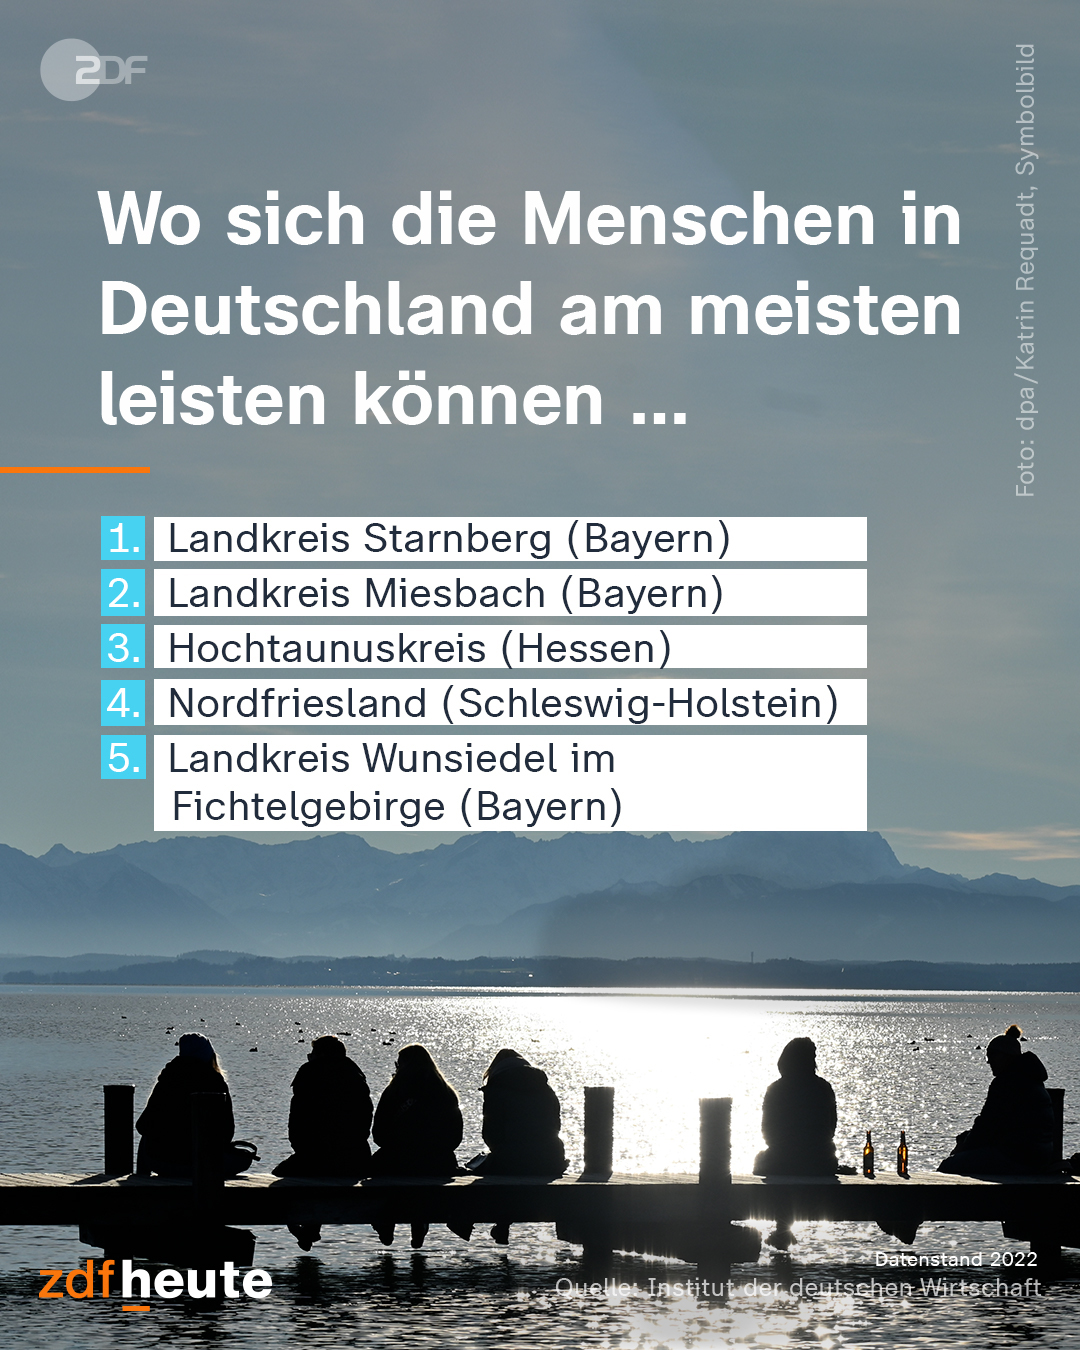 ZDF
Foto: dpa/Katrin Requadt, Symbolbild
Wo sich die Menschen in
Deutschland am meisten
leisten können ...
1. Landkreis Starnberg (Bayern)
2. Landkreis Miesbach (Bayern)
3. Hochtaunuskreis (Hessen)
4. Nordfriesland (Schleswig-Holstein)
5. Landkreis Wunsiedel im
Fichtelgebirge (Bayern)
Datenstand 2022
Quelle: Institut der deutschen Wirtschaft
zdfheute